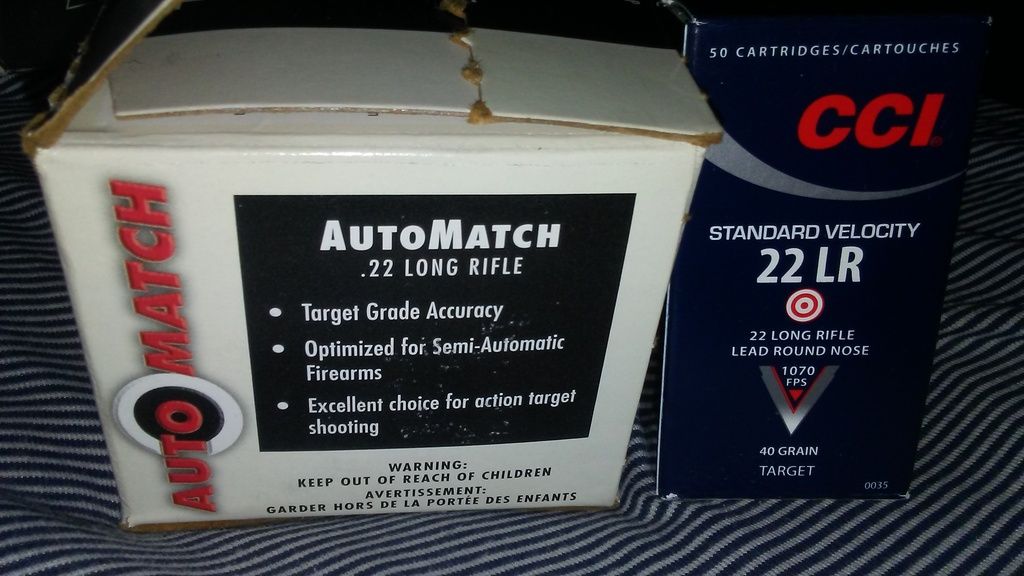 AUTOMATCH
AUTOMATCH
.22 LONG RIFLE
• Target Grade Accuracy
• Optimized for Semi-Automatic
Firearms
• Excellent choice for action target
shooting
WARNING:
KEEP OUT OF REACH OF CHILDREN
AVERTISSEMENT:
GARDER HORS DE LA PORTÉE DES ENFANTS
50 CARTRIDGES/CARTOUCHES
CCI®
STANDARD VELOCITY
22 LR
22 LONG RIFLE
LEAD ROUND NOSE
1070
FPS
40 GRAIN
TARGET
0035